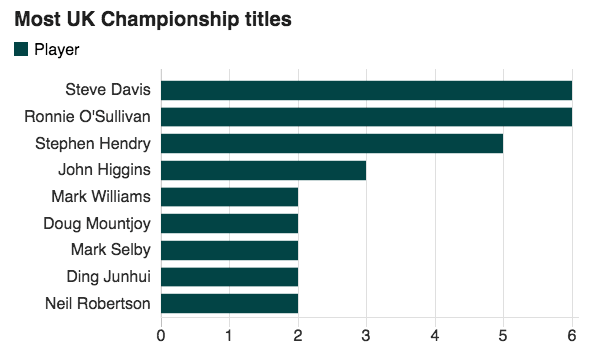 Most UK Championship titles
Player
Steve Davis
Ronnie O'Sullivan
Stephen Hendry
John Higgins
Mark Williams
Doug Mountjoy
Mark Selby
Ding Junhui
Neil Robertson
0 1 2 3 4 5 6